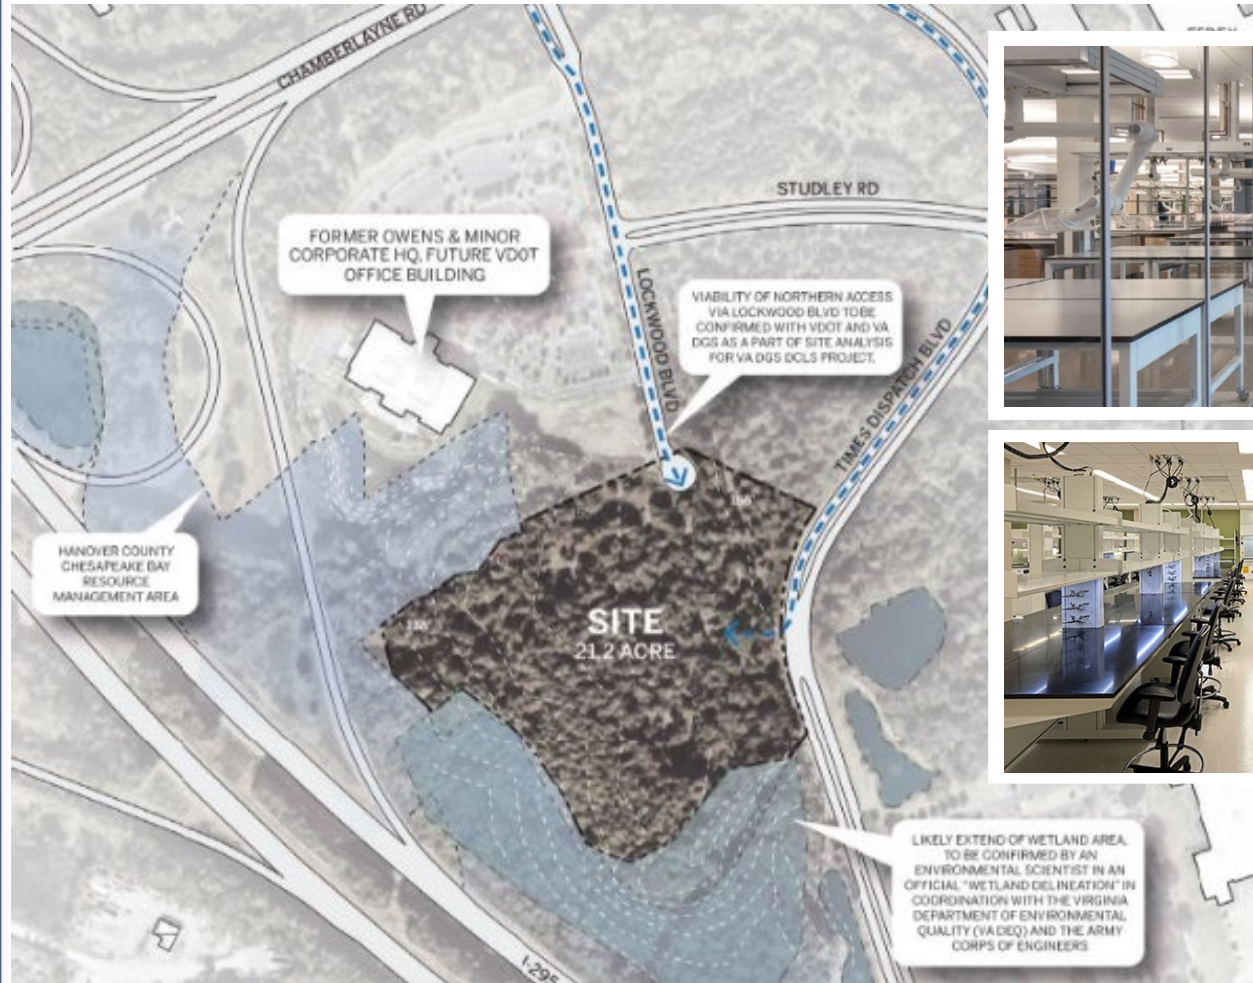 CHAMBERLAYNE RD
STUDLEY RD
FORMER OWENS & MINOR
CORPORATE HQ, FUTURE VDOT
OFFICE BUILDING
LOCKWOOD BLVD
VIABILITY OF NORTHERN ACCESS
VIA LOCKWOOD BLVD TO BE
CONFIRMED WITH VDOT AND VA
DGS AS A PART OF SITE ANALYSIS
FOR VA DGS DCLS PROJECT.
TIMES DISPATCH BLVD
HANOVER COUNTY
CHESAPEAKE BAY
RESOURCE
MANAGEMENT AREA
SITE
21.2 ACRE
LIKELY EXTEND OF WETLAND AREA,
TO BE CONFIRMED BY AN
ENVIRONMENTAL SCIENTIST IN AN
OFFICIAL "WETLAND DELINEATION" IN
COORDINATION WITH THE VIRGINIA
DEPARTMENT OF ENVIRONMENTAL
QUALITY (VA DEQ) AND THE ARMY
CORPS OF ENGINEERS
I-295